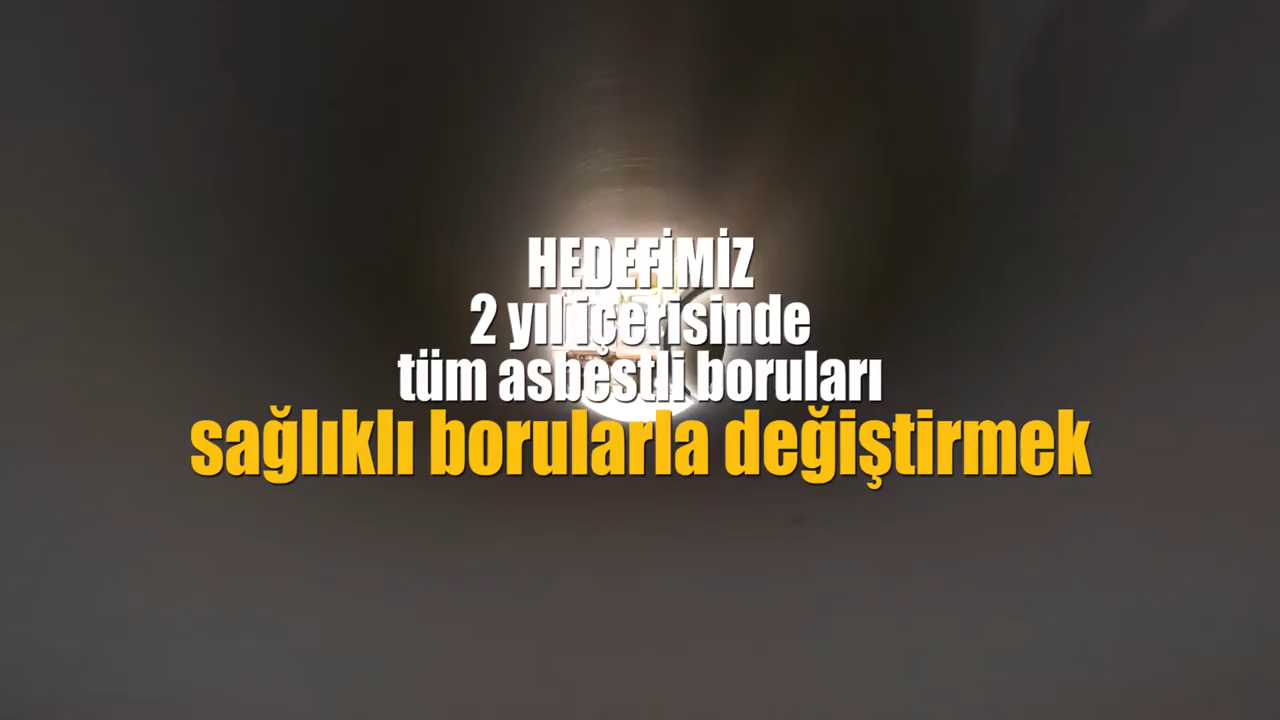 HEDEFİMİZ
2 yıl içerisinde
tüm asbestli boruları
sağlıklı borularla değiştirmek